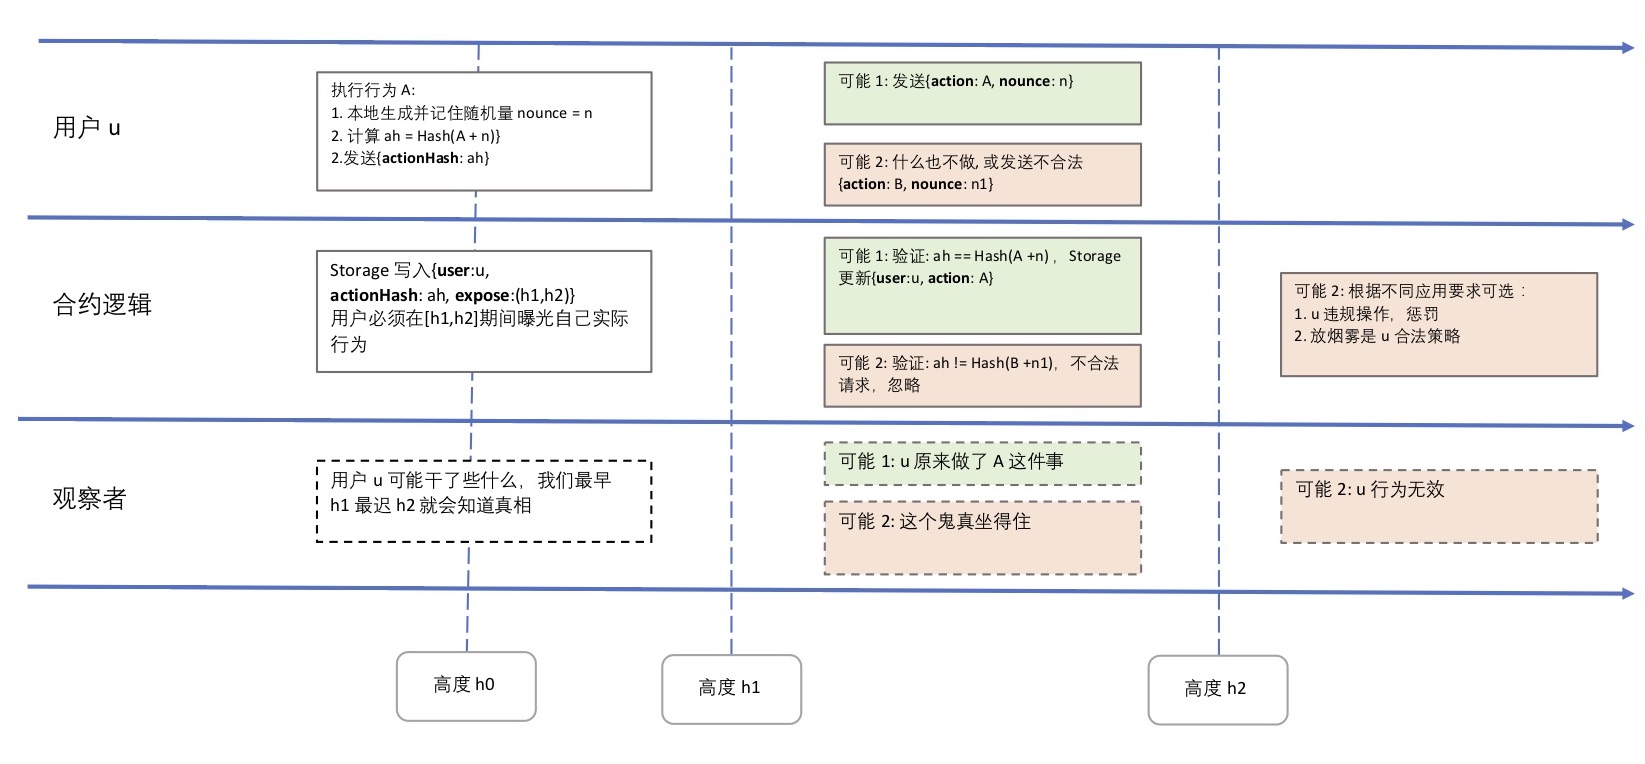 用户 u
执行行为 A:
1. 本地生成并记住随机量 nounce = n
2. 计算 ah = Hash(A + n)}
2.发送{actionHash: ah}
可能 1: 发送{action: A, nounce: n}
可能 2: 什么也不做, 或发送不合法
{action: B, nounce: n1}
合约逻辑
Storage 写入{user:u,
actionHash: ah, expose:(h1,h2)}
用户必须在[h1,h2]期间曝光自己实际
行为
可能 1: 验证: ah == Hash(A +n) ，Storage
更新{user:u, action: A}
可能 2: 验证: ah != Hash(B +n1)，不合法
请求，忽略
可能 2: 根据不同应用要求可选：
1. u 违规操作，惩罚
2. 放烟雾是 u 合法策略
观察者
用户 u 可能干了些什么，我们最早
h1 最迟 h2 就会知道真相
可能 1: u 原来做了 A 这件事
可能 2: 这个鬼真坐得住
可能 2: u 行为无效
高度 h0
高度 h1
高度 h2